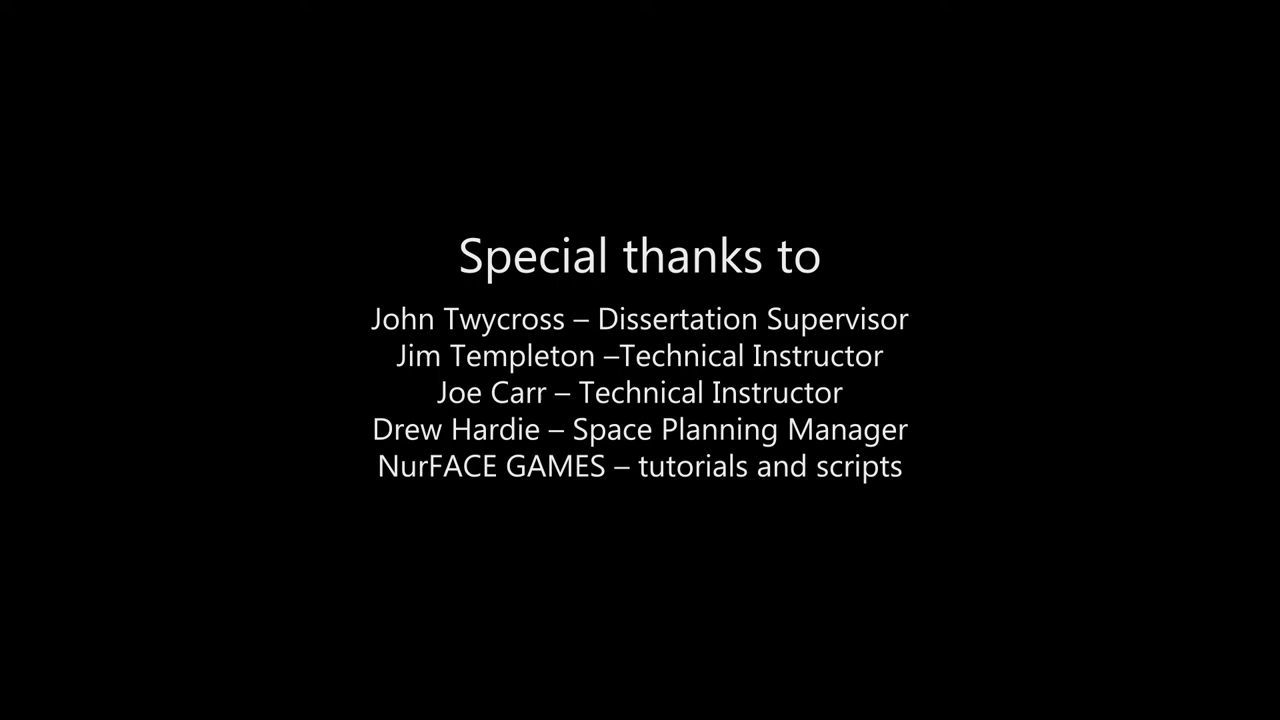 Special thanks to
John Twycross – Dissertation Supervisor
Jim Templeton –Technical Instructor
Joe Carr – Technical Instructor
Drew Hardie – Space Planning Manager
NurFACE GAMES – tutorials and scripts